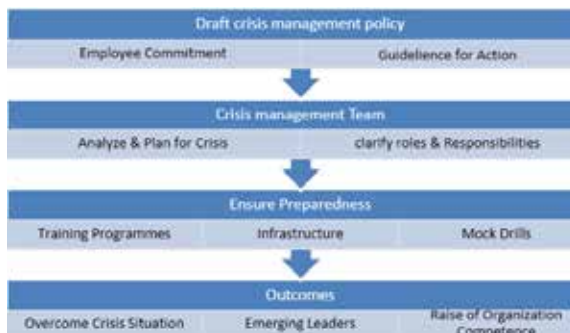 Draft crisis management policy
Employee Commitment Guidelience for Action
Crisis management Team
Analyze & Plan for Crisis clarify roles & Responsibilities
Ensure Preparedness
Training Programmes Infrastructure Mock Drills
Outcomes
Overcome Crisis Situation Emerging Leaders Raise of Organization
Competence